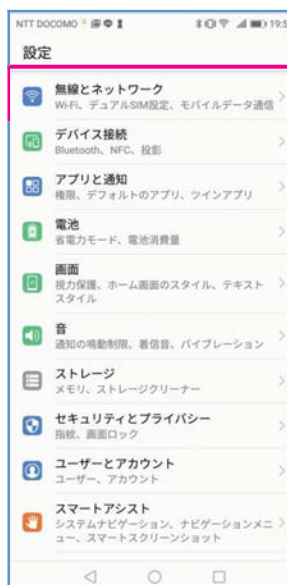 NTT DOCOMO 19:5
設定
無線とネットワーク
Wi-Fi、デュアルSIM設定、モバイルデータ通信
デバイス接続
Bluetooth、NFC、投影
アプリと通知
権限、デフォルトのアプリ、ツインアプリ
電池
省電力モード、電池消費量
画面
視力保護、ホーム画面のスタイル、テキスト
スタイル
音
通知の鳴動制限、着信音、バイブレーション
ストレージ
メモリ、ストレージクリーナー
セキュリティとプライバシー
指紋、画面ロック
ユーザーとアカウント
ユーザー、アカウント
スマートアシスト
システムナビゲーション、ナビゲーションメニ
ュー、スマートスクリーンショット